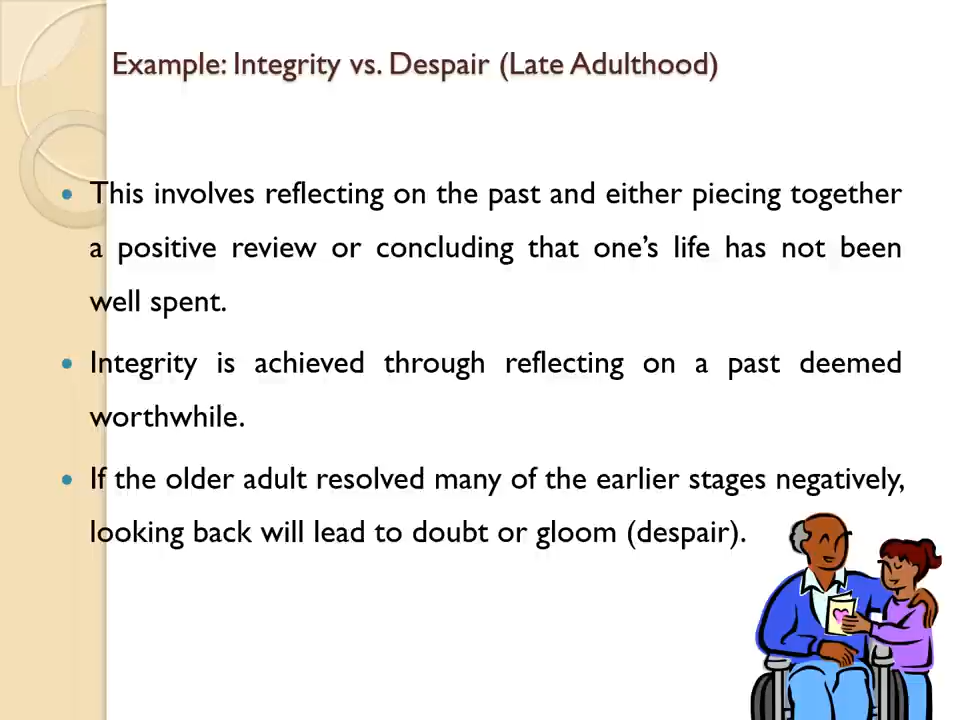 Example: Integrity vs. Despair (Late Adulthood)
• This involves reflecting on the past and either piecing together
a positive review or concluding that one’s life has not been
well spent.
• Integrity is achieved through reflecting on a past deemed
worthwhile.
• If the older adult resolved many of the earlier stages negatively,
looking back will lead to doubt or gloom (despair).